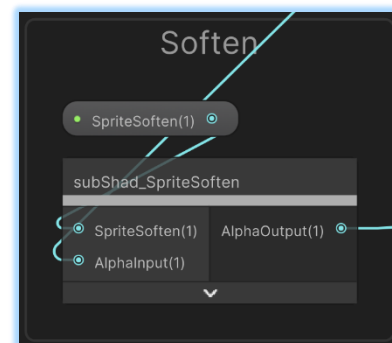 Soften
SpriteSoften(1)
subShad_SpriteSoften
SpriteSoften(1) AlphaOutput(1)
AlphaInput(1)